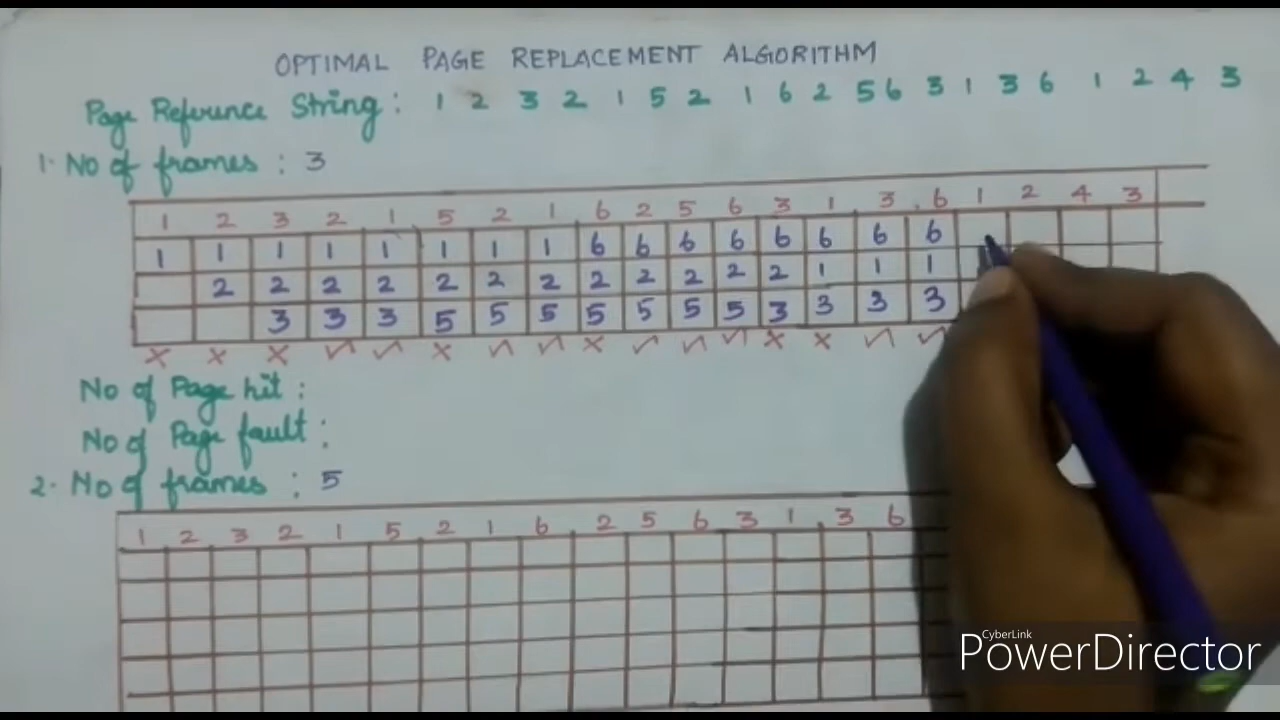 OPTIMAL PAGE REPLACEMENT ALGORITHM
Page Reference String : 1 2 3 2 1 5 2 1 6 2 5 6 3 1 3 6 1 2 4 3
1. No of frames : 3
1 2 3 2 1 5 2 1 6 2 5 6 3 1 3 6 1 2 4 3
1 1 1 1 1 1 1 1 6 6 6 6 6 6 6 6
2 2 2 2 2 2 2 2 2 2 2 2 1 1 1
3 3 3 5 5 5 5 5 5 5 3 3 3 3
× × × ✓ ✓ × ✓ ✓ × ✓ ✓ ✓ × × ✓ ✓
No of Page hit :
No of Page fault :
2. No of frames : 5
1 2 3 2 1 5 2 1 6 2 5 6 3 1 3 6
CyberLink
PowerDirector